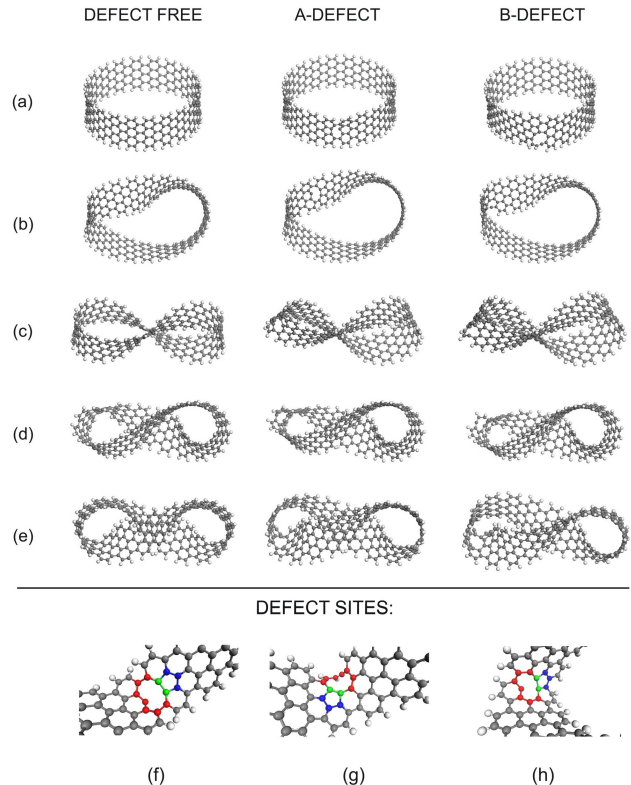 DEFECT FREE A-DEFECT B-DEFECT
(a)
(b)
(c)
(d)
(e)
DEFECT SITES:
(f) (g) (h)